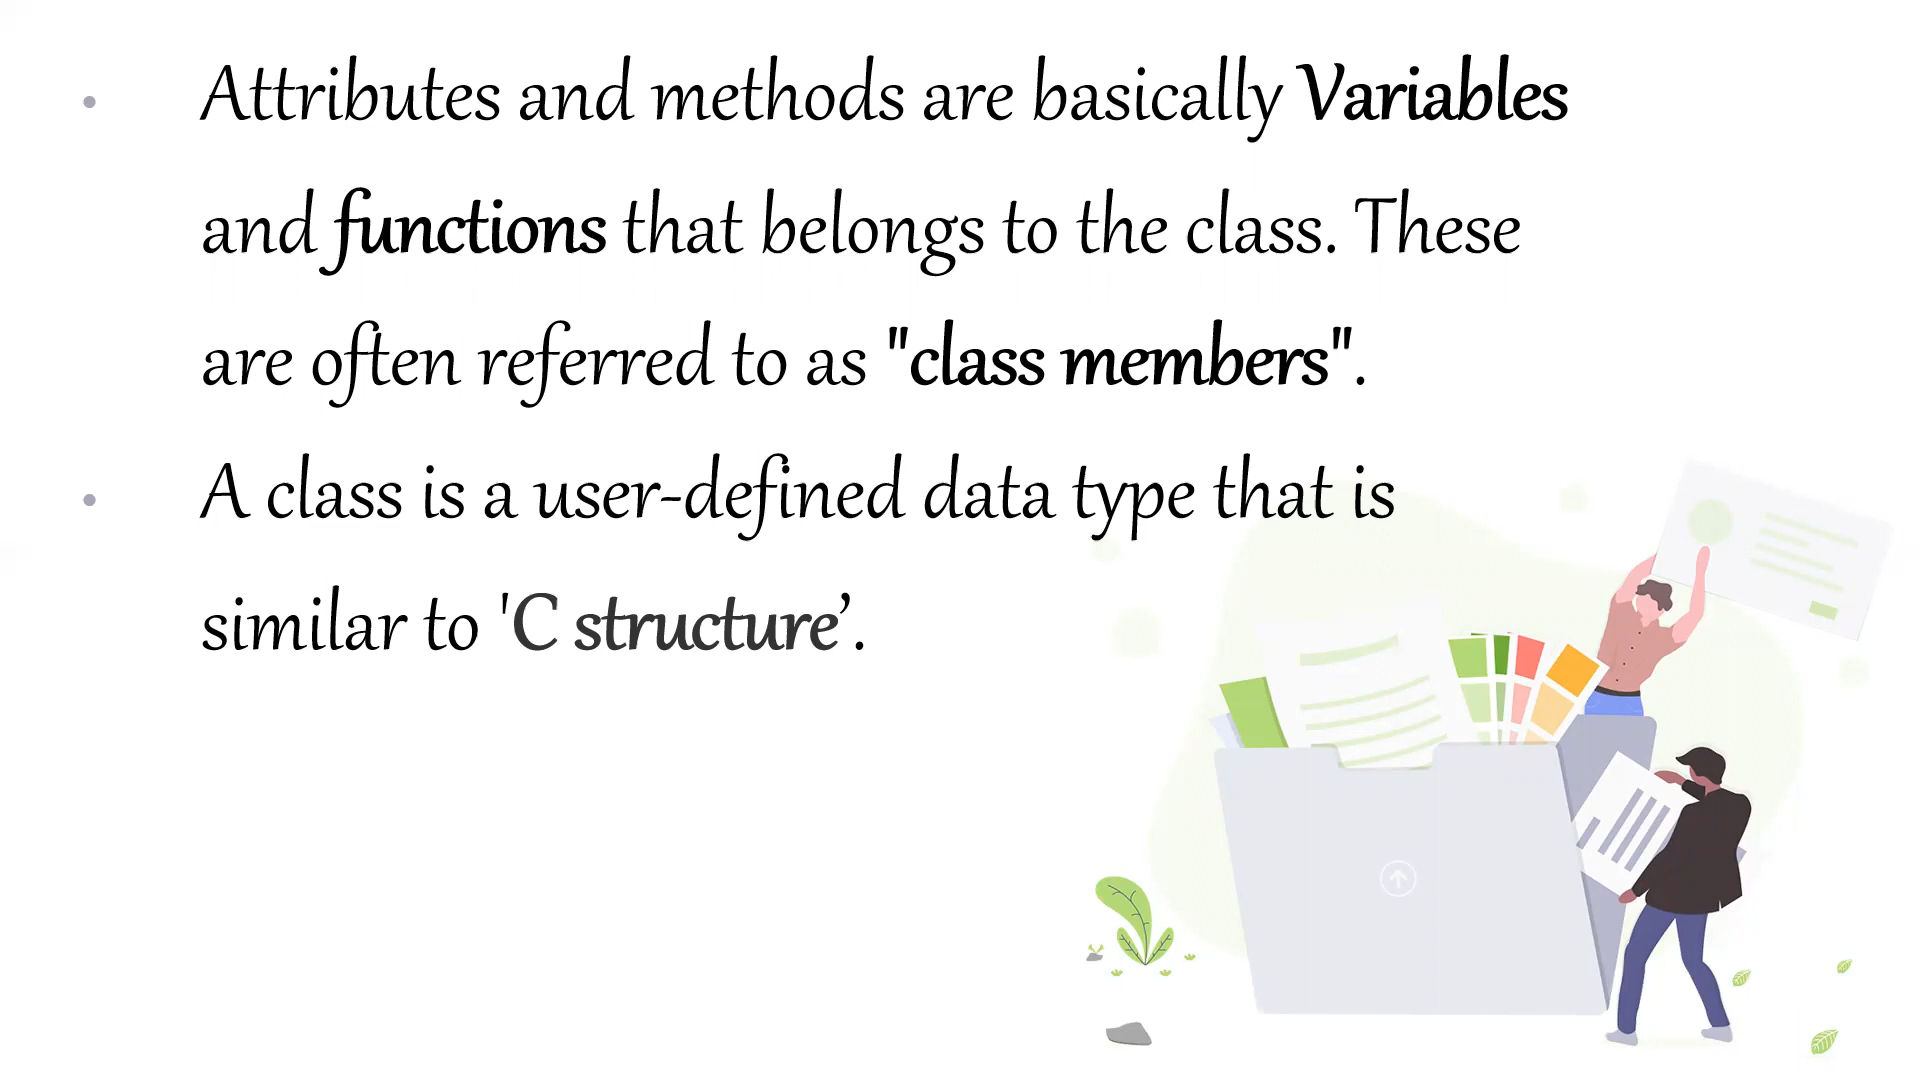 • Attributes and methods are basically Variables
and functions that belongs to the class. These
are often referred to as "class members".
• A class is a user-defined data type that is
similar to 'C structure’.